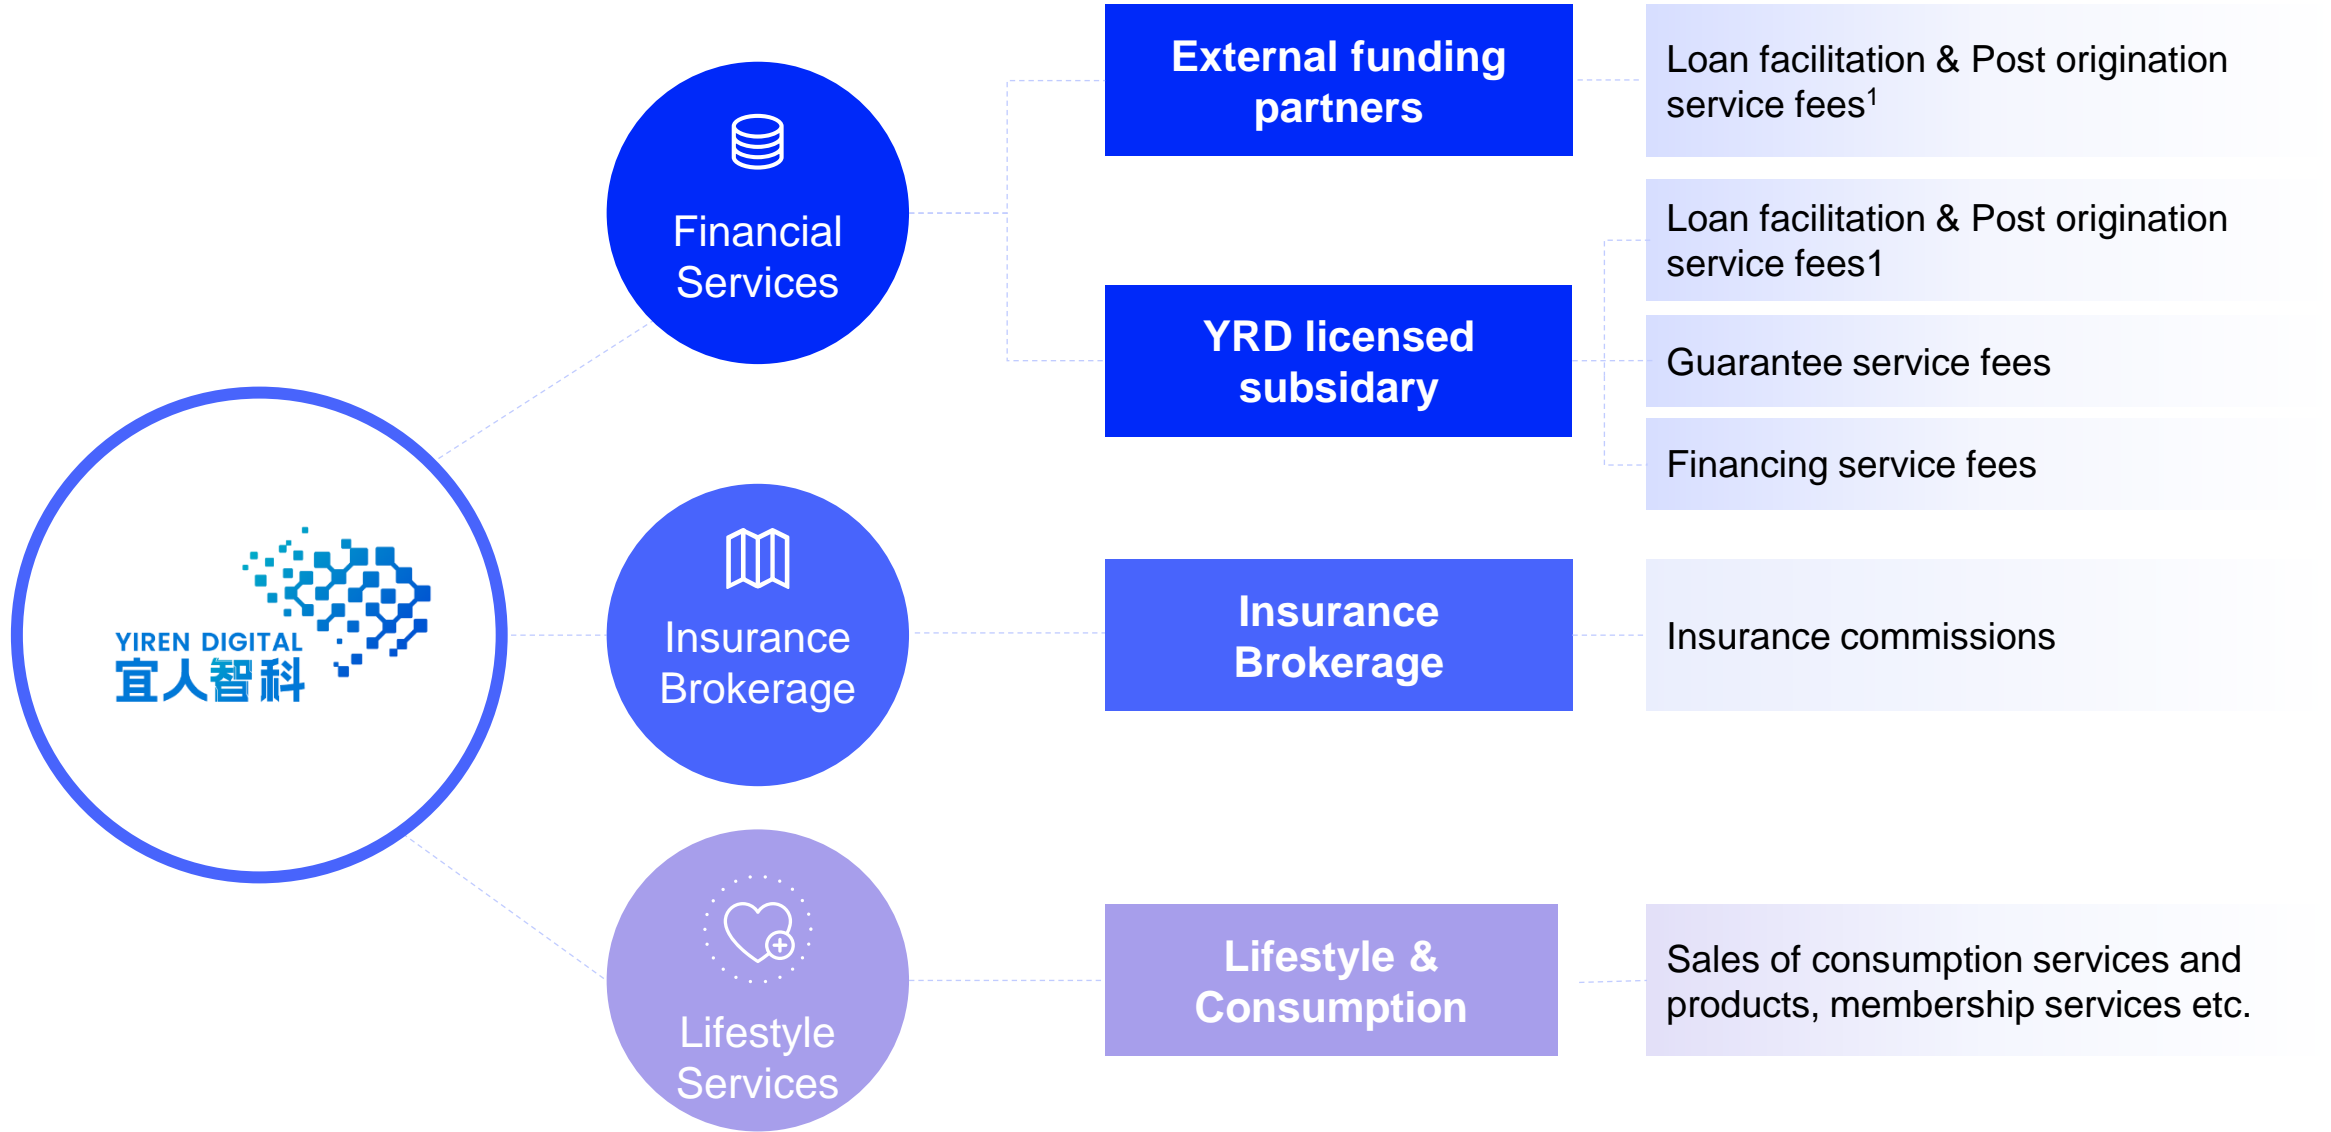 YIREN DIGITAL
宜人智科
Financial
Services
External funding
partners
Loan facilitation & Post origination
service fees¹
YRD licensed
subsidary
Loan facilitation & Post origination
service fees1
Guarantee service fees
Financing service fees
Insurance
Brokerage
Insurance
Brokerage
Insurance commissions
Lifestyle
Services
Lifestyle &
Consumption
Sales of consumption services and
products, membership services etc.